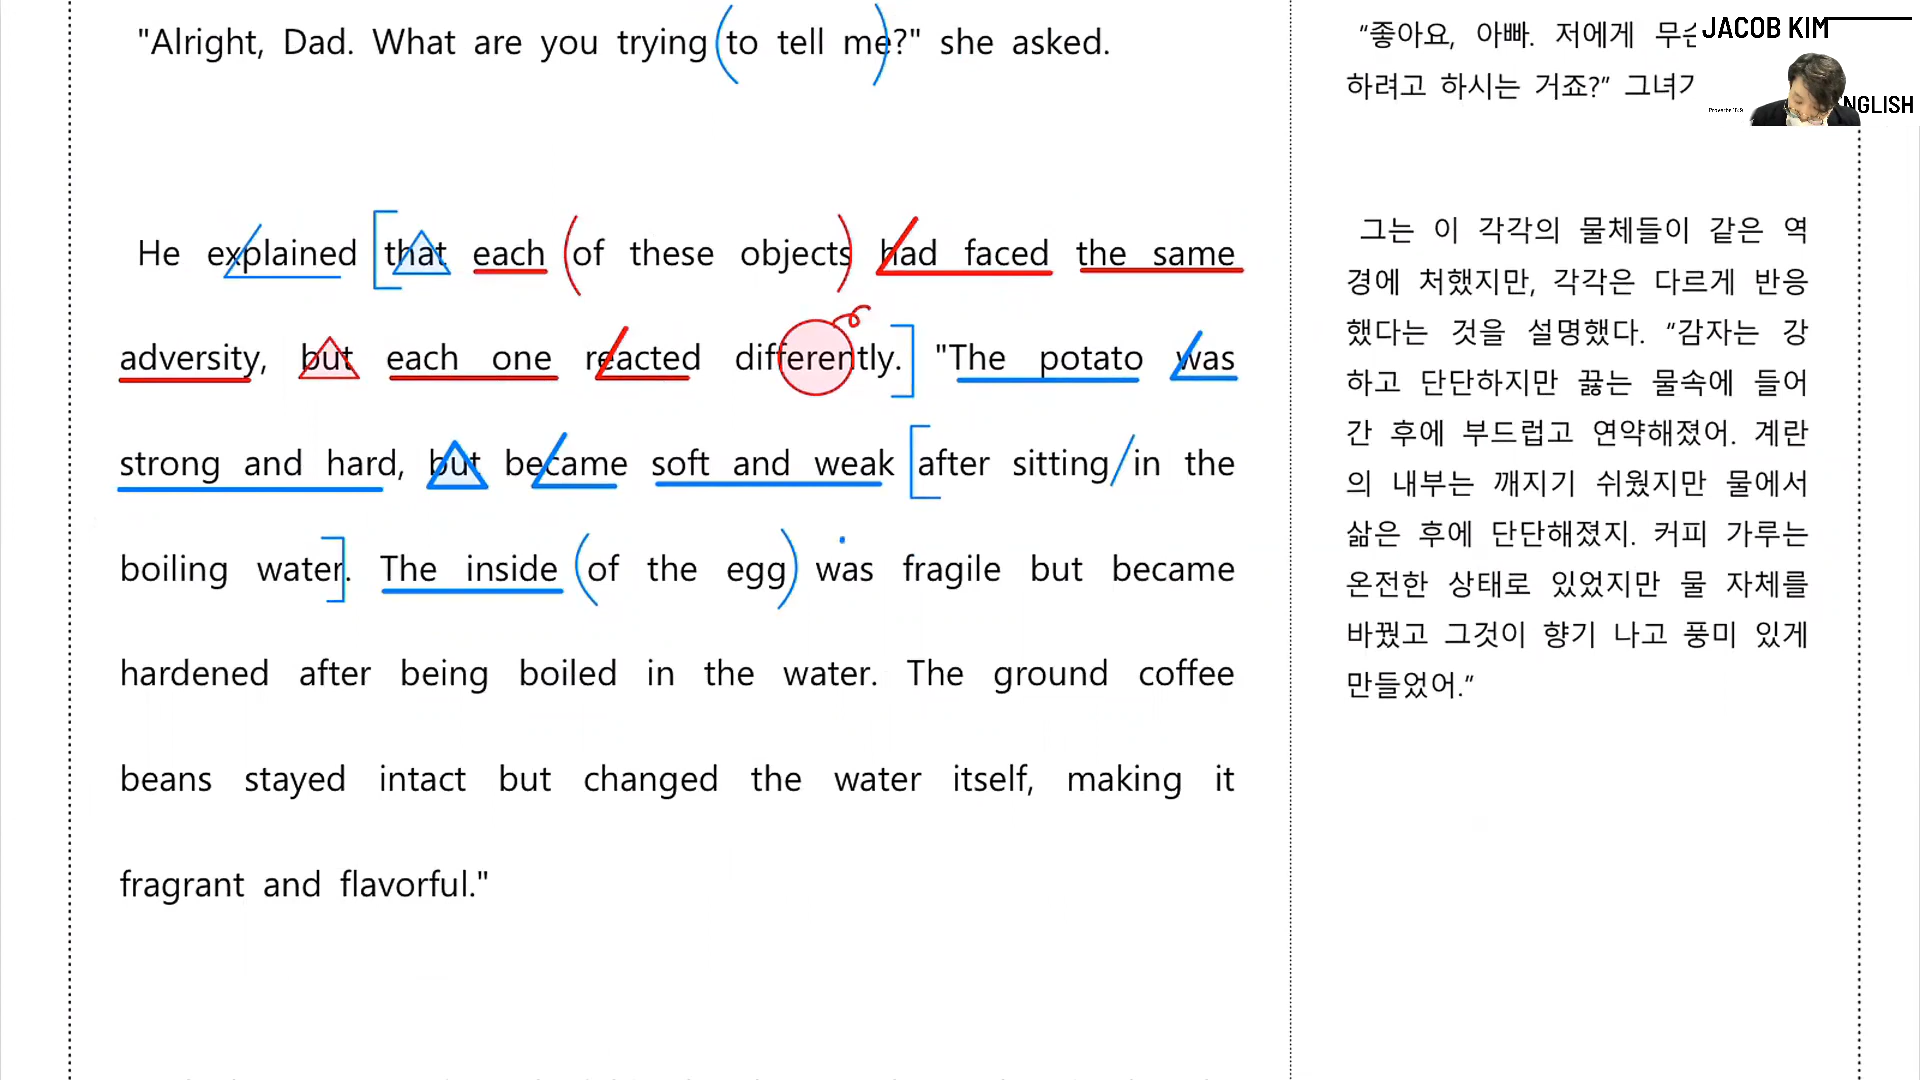 "Alright, Dad. What are you trying to tell me?" she asked.
He explained that each of these objects had faced the same
adversity, but each one reacted differently. "The potato was
strong and hard, but became soft and weak after sitting in the
boiling water. The inside of the egg was fragile but became
hardened after being boiled in the water. The ground coffee
beans stayed intact but changed the water itself, making it
fragrant and flavorful."
“좋아요, 아빠. 저에게
하려고 하시는 거죠?” 그녀가
그는 이 각각의 물체들이 같은 역
경에 처했지만, 각각은 다르게 반응
했다는 것을 설명했다. “감자는 강
하고 단단하지만 끓는 물속에 들어
간 후에 부드럽고 연약해졌어. 계란
의 내부는 깨지기 쉬웠지만 물에서
삶은 후에 단단해졌지. 커피 가루는
온전한 상태로 있었지만 물 자체를
바꿨고 그것이 향기 나고 풍미 있게
만들었어.”
JACOB KIM
NGLISH